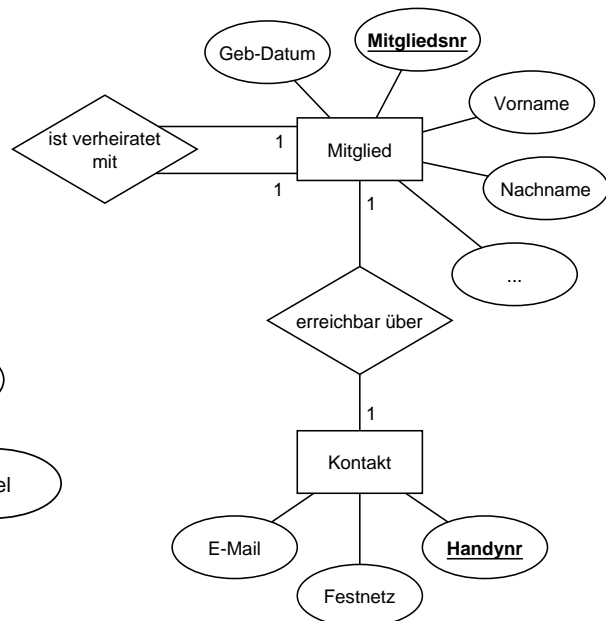 Mitgliedsnr
Geb-Datum
Vorname
ist verheiratet
mit
1
Mitglied
1
Nachname
1
...
erreichbar über
1
el
Kontakt
E-Mail
Handynr
Festnetz